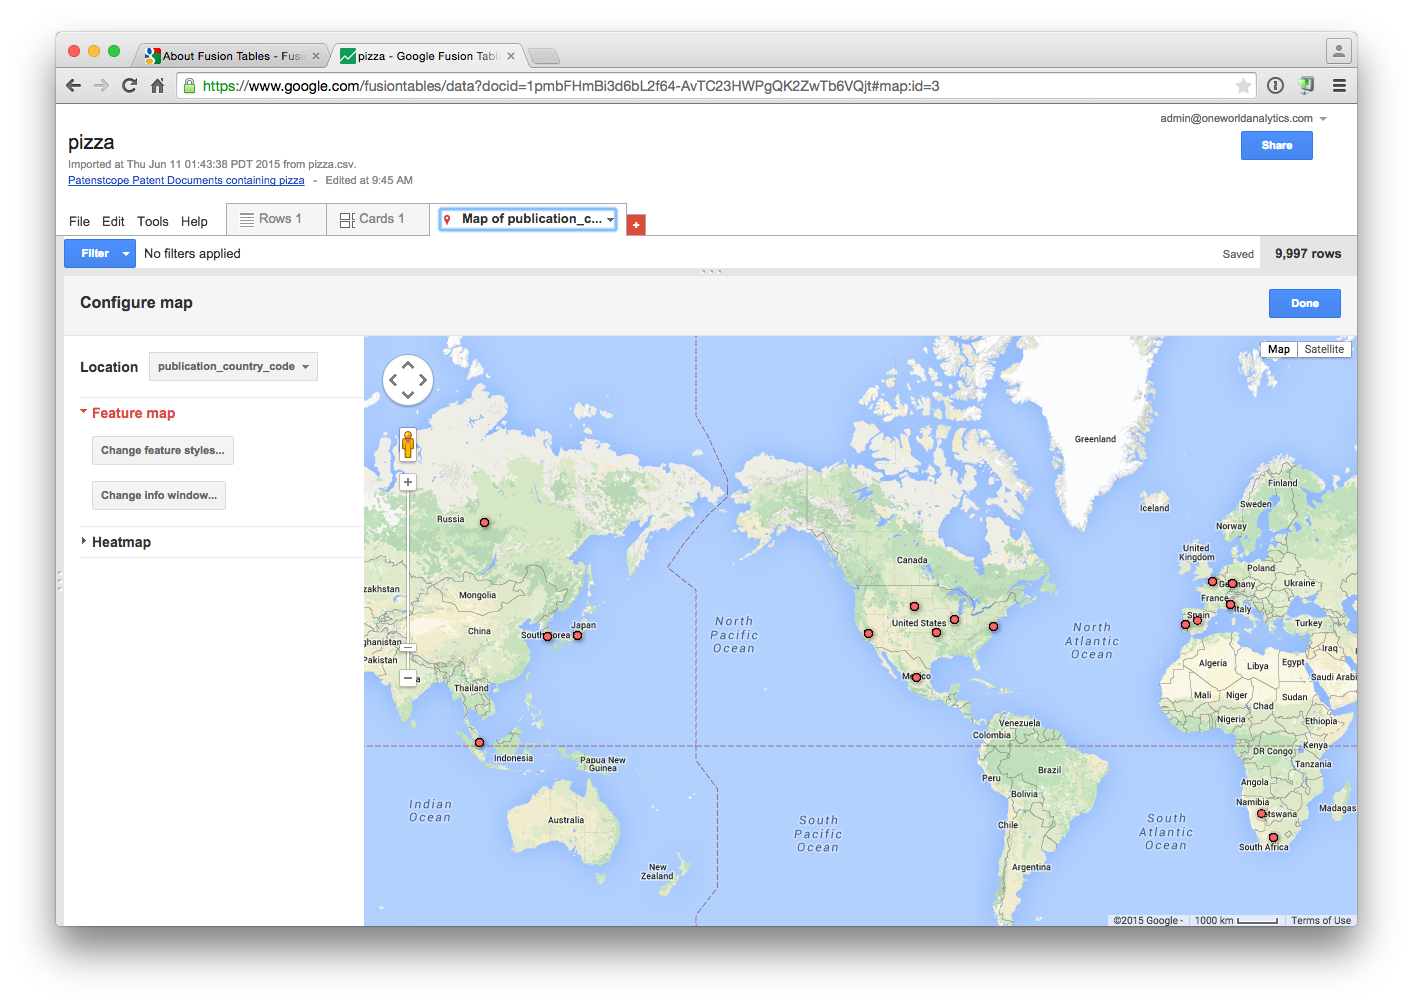 About Fusion Tables - Fusi
pizza - Google Fusion Tabl
https://www.google.com/fusiontables/data?docid=1pmbFHmBi3d6bL2f64-AvTC23HWPgQK2ZwTb6VQjt#map:id=3
admin@oneworldanalytics.com
pizza
Share
Imported at Thu Jun 11 01:43:38 PDT 2015 from pizza.csv.
Patenstcope Patent Documents containing pizza - Edited at 9:45 AM
File Edit Tools Help
Rows 1
Cards 1
Map of publication_c...
+
Filter
No filters applied
Saved
9,997 rows
Configure map
Done
Location
publication_country_code
Feature map
Change feature styles...
Change info window...
Heatmap
Map
Satellite
Greenland
Finland
Sweden
Iceland
Norway
Russia
United
Kingdom
Canada
Poland
Germany
Ukraine
zakhstan
Mongolia
France
Italy
Spain
North
Pacific
Ocean
United States
Japan
China
South Korea
Turkey
North
Atlantic
Ocean
ghanistan
Iraq
Pakistan
Algeria
Libya
Egypt
Saudi Arabi
Mexico
Thailand
Mali
Niger
Sudan
Chad
Venezuela
Nigeria
Ethiopia
Colombia
Kenya
DR Congo
Indonesia
Papua New
Guinea
Tanzania
Brazil
Peru
Angola
Bolivia
Namibia
Madagas
Indian
Ocean
Botswana
Australia
South
Pacific
Ocean
Chile
South
Atlantic
Ocean
South Africa
New
Zealand
Argentina
©2015 Google -
1000 km
Terms of Use